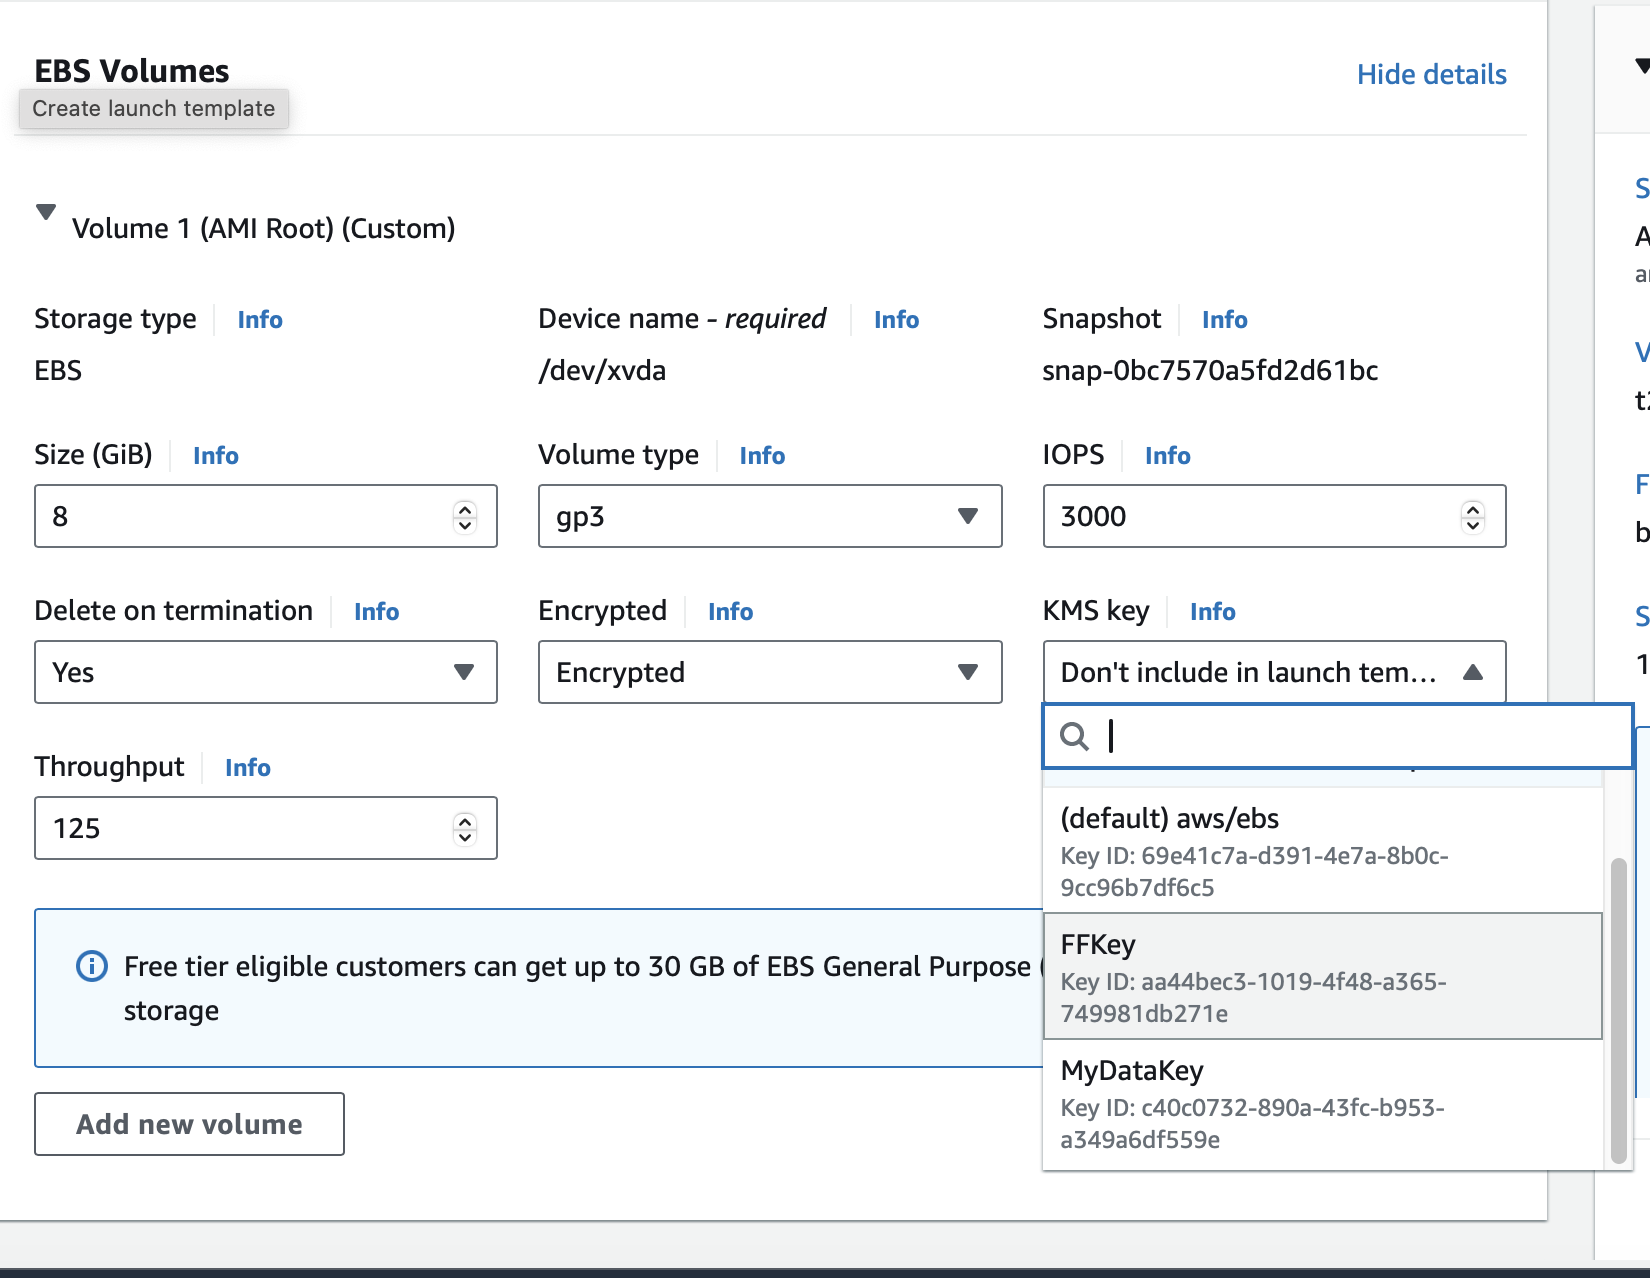 EBS Volumes
Hide details
Create launch template
Volume 1 (AMI Root) (Custom)
Storage type Info
Device name - required Info
Snapshot Info
EBS
/dev/xvda
snap-0bc7570a5fd2d61bc
Size (GiB) Info
Volume type Info
IOPS Info
8
gp3
3000
Delete on termination Info
Encrypted Info
KMS key Info
Yes
Encrypted
Don't include in launch tem...
Throughput Info
125
(default) aws/ebs
Key ID: 69e41c7a-d391-4e7a-8b0c-
9cc96b7df6c5
FFKey
Key ID: aa44bec3-1019-4f48-a365-
749981db271e
MyDataKey
Key ID: c40c0732-890a-43fc-b953-
a349a6df559e
Free tier eligible customers can get up to 30 GB of EBS General Purpose
storage
Add new volume